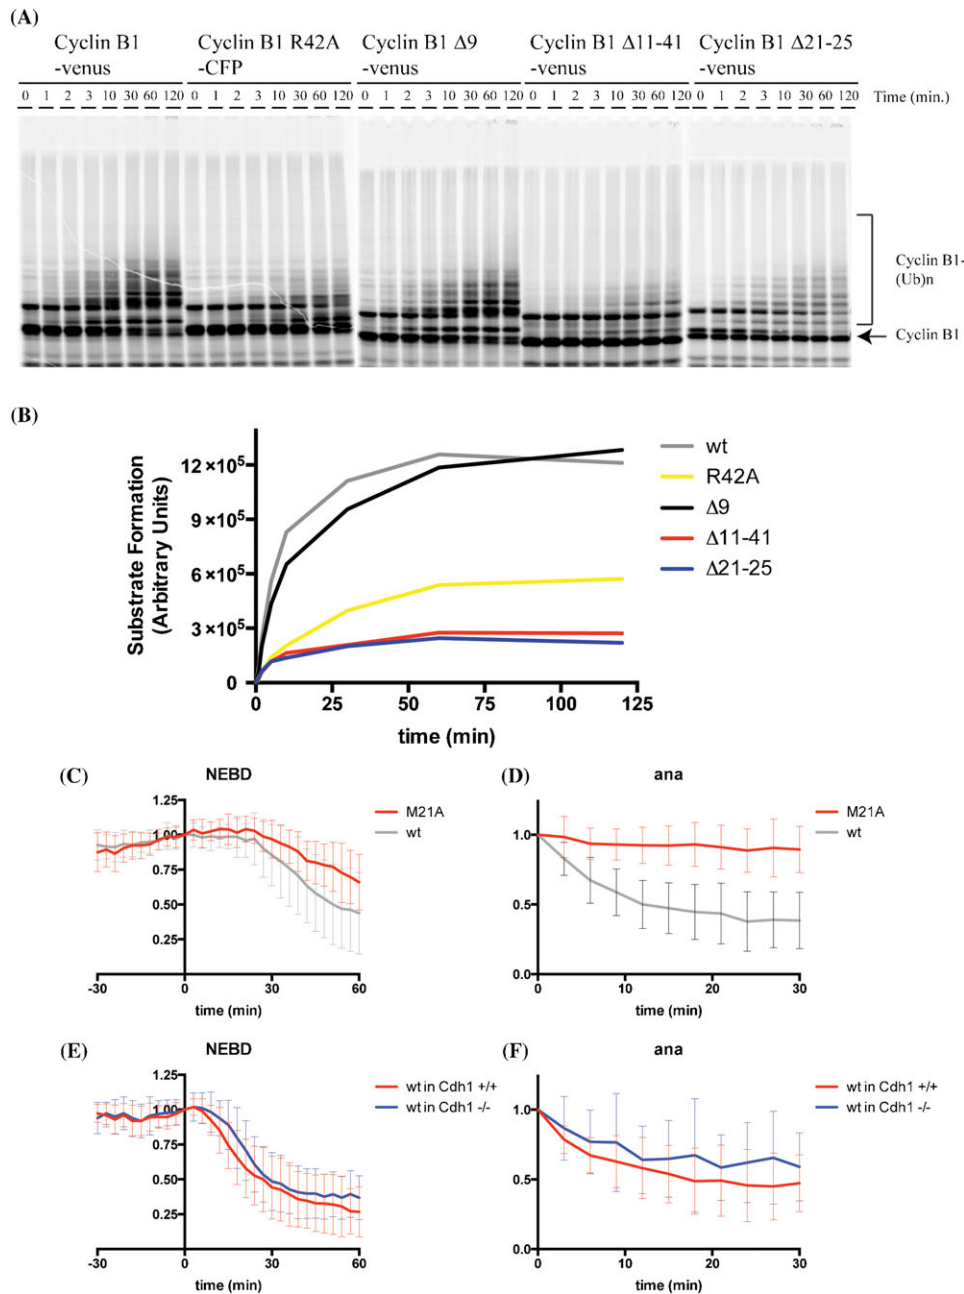 (A)
Cyclin B1 -venus
Cyclin B1 R42A -CFP
Cyclin B1 Δ9 -venus
Cyclin B1 Δ11-41 -venus
Cyclin B1 Δ21-25 -venus
0 1 2 3 10 30 60 120 0 1 2 3 10 30 60 120 0 1 2 3 10 30 60 120 0 1 2 3 10 30 60 120 0 1 2 3 10 30 60 120 Time (min.)
Cyclin B1-
(Ub)n
Cyclin B1
(B)
Substrate Formation
(Arbitrary Units)
12×10⁵
9×10⁵
6×10⁵
3×10⁵
0
0 25 50 75 100 125
time (min)
wt
R42A
Δ9
Δ11-41
Δ21-25
(C)
NEBD
1.25
1.00
0.75
0.50
0.25
-30 0 30 60
time (min)
M21A
wt
(D)
ana
1.0
0.5
0.0
0 10 20 30
time (min)
M21A
wt
(E)
NEBD
1.25
1.00
0.75
0.50
0.25
-30 0 30 60
time (min)
wt in Cdh1 +/+
wt in Cdh1 -/-
(F)
ana
1.0
0.5
0.0
0 10 20 30
time (min)
wt in Cdh1 +/+
wt in Cdh1 -/-